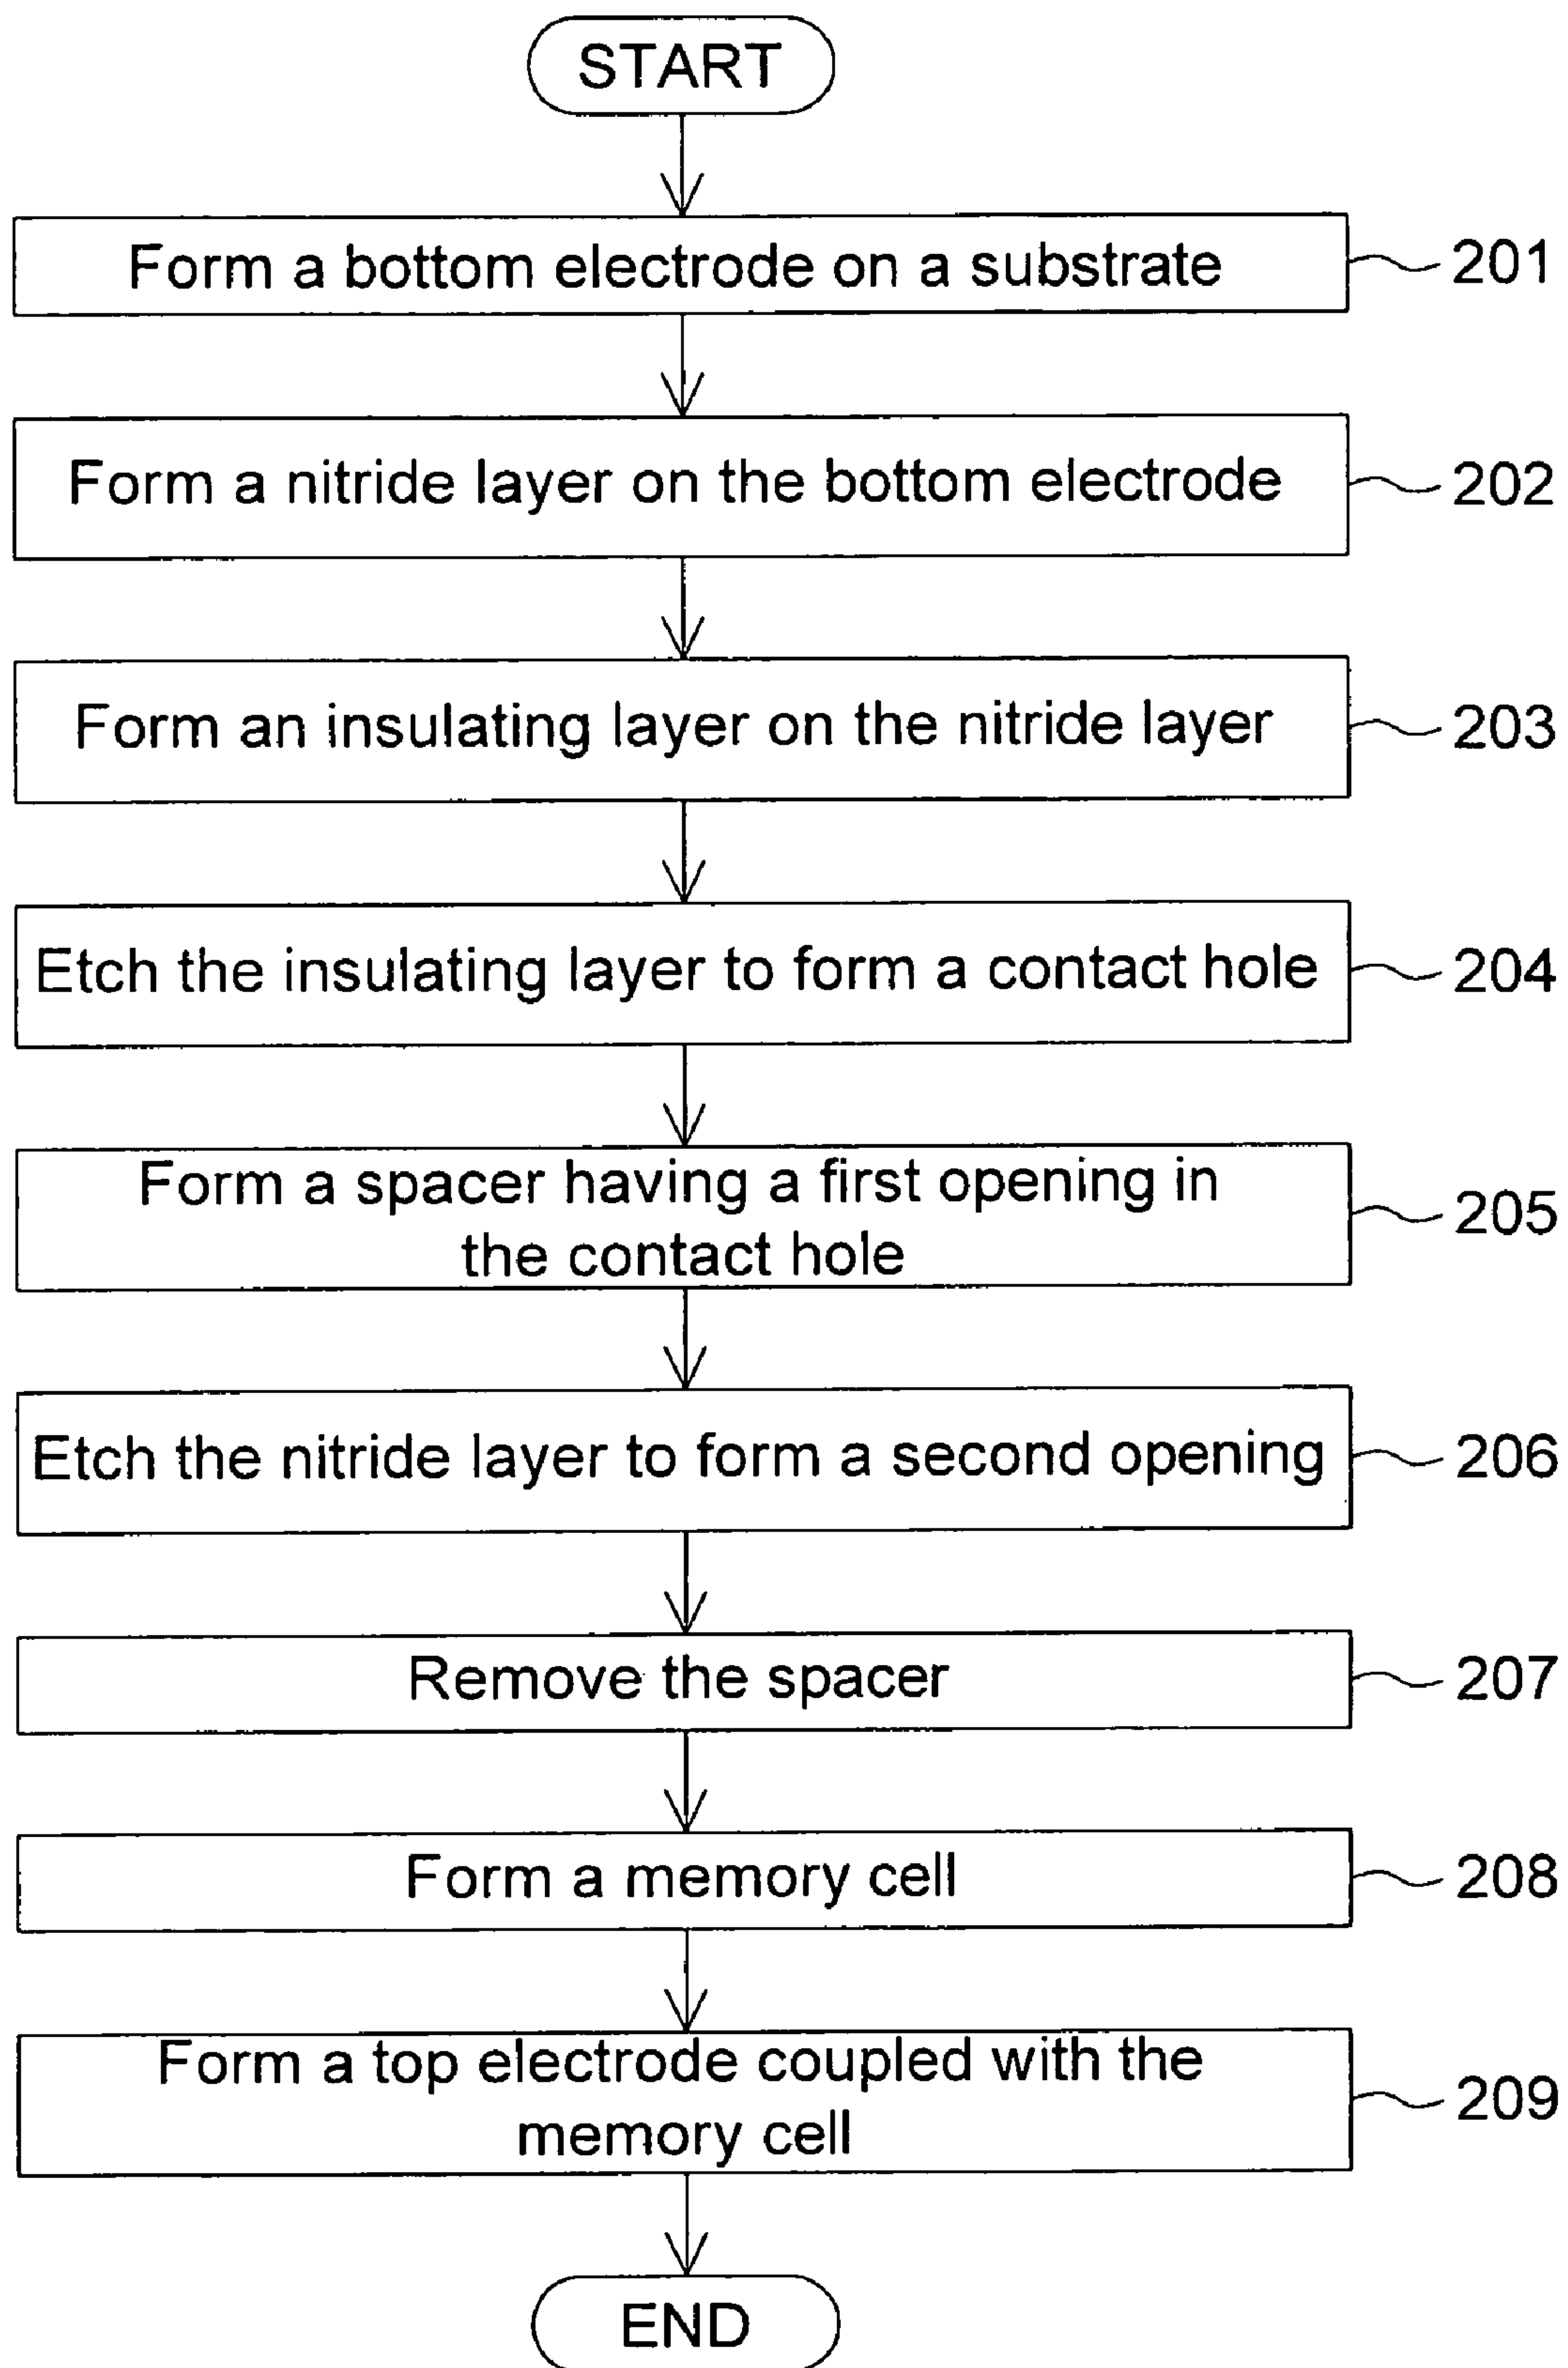 START
Form a bottom electrode on a substrate
201
Form a nitride layer on the bottom electrode
202
Form an insulating layer on the nitride layer
203
Etch the insulating layer to form a contact hole
204
Form a spacer having a first opening in
the contact hole
205
Etch the nitride layer to form a second opening
206
Remove the spacer
207
Form a memory cell
208
Form a top electrode coupled with the
memory cell
209
END